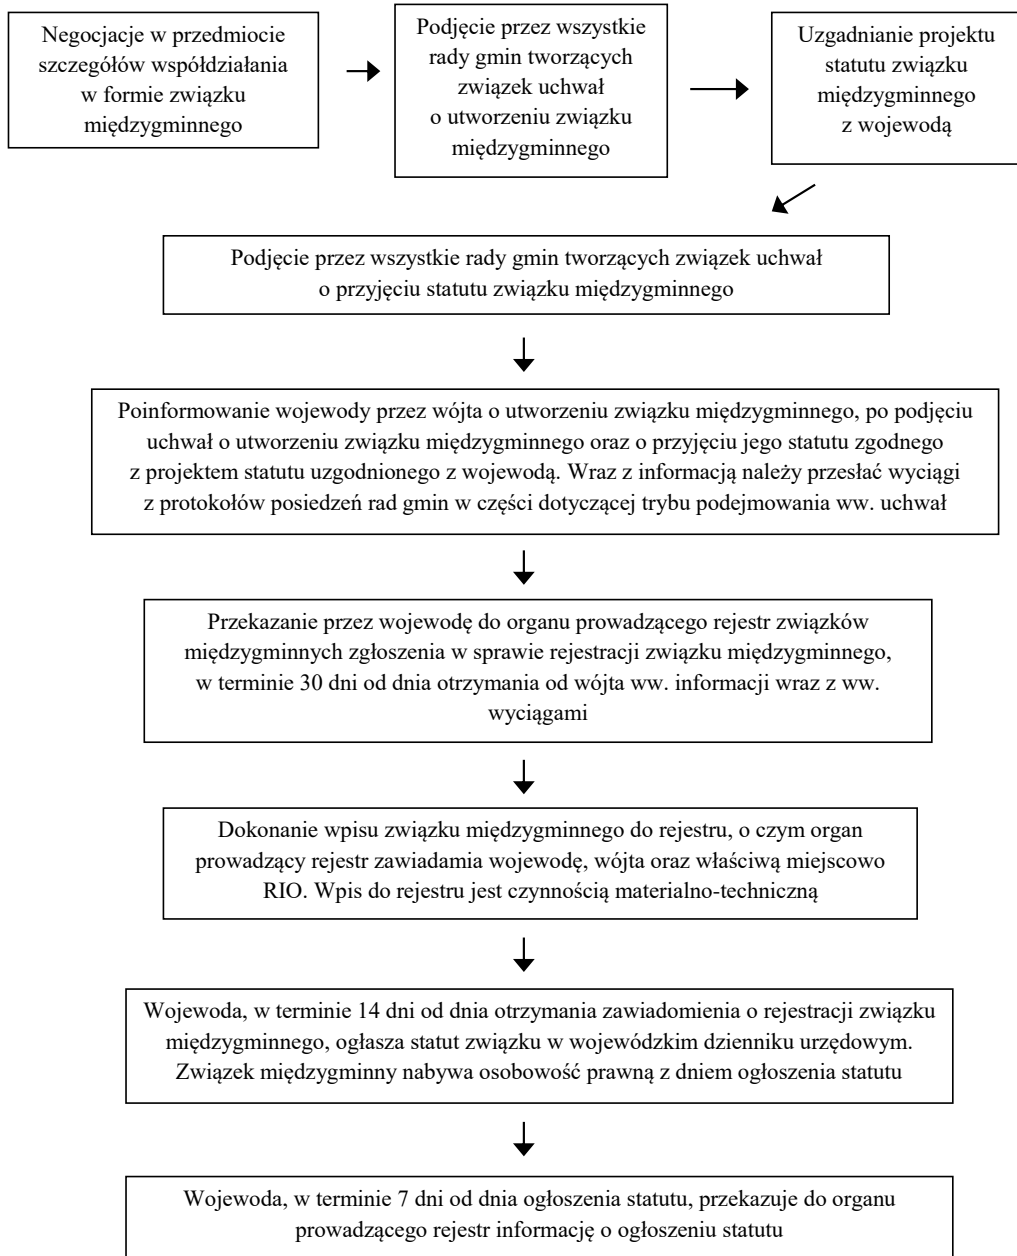 Negocjacje w przedmiocie
szczegółów współdziałania
w formie związku
międzygminnego
Podjęcie przez wszystkie
rady gmin tworzących
związek uchwał
o utworzeniu związku
międzygminnego
Uzgadnianie projektu
statutu związku
międzygminnego
z wojewodą
Podjęcie przez wszystkie rady gmin tworzących związek uchwał
o przyjęciu statutu związku międzygminnego
Poinformowanie wojewody przez wójta o utworzeniu związku międzygminnego, po podjęciu
uchwał o utworzeniu związku międzygminnego oraz o przyjęciu jego statutu zgodnego
z projektem statutu uzgodnionego z wojewodą. Wraz z informacją należy przesłać wyciągi
z protokołów posiedzeń rad gmin w części dotyczącej trybu podejmowania ww. uchwał
Przekazanie przez wojewodę do organu prowadzącego rejestr związków
międzygminnych zgłoszenia w sprawie rejestracji związku międzygminnego,
w terminie 30 dni od dnia otrzymania od wójta ww. informacji wraz z ww.
wyciągami
Dokonanie wpisu związku międzygminnego do rejestru, o czym organ
prowadzący rejestr zawiadamia wojewodę, wójta oraz właściwą miejscowo
RIO. Wpis do rejestru jest czynnością materialno-techniczną
Wojewoda, w terminie 14 dni od dnia otrzymania zawiadomienia o rejestracji związku
międzygminnego, ogłasza statut związku w wojewódzkim dzienniku urzędowym.
Związek międzygminny nabywa osobowość prawną z dniem ogłoszenia statutu
Wojewoda, w terminie 7 dni od dnia ogłoszenia statutu, przekazuje do organu
prowadzącego rejestr informację o ogłoszeniu statutu